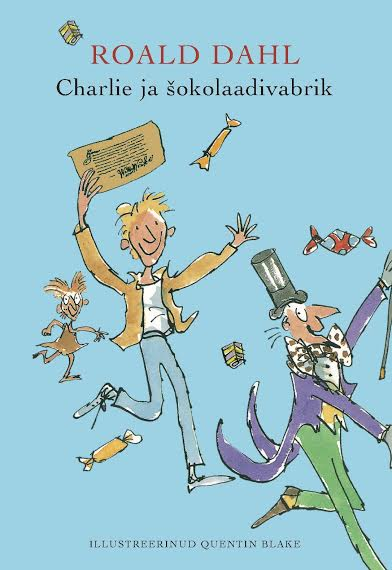 ROALD DAHL
Charlie ja šokolaadivabrik
ILLUSTREERINUD QUENTIN BLAKE